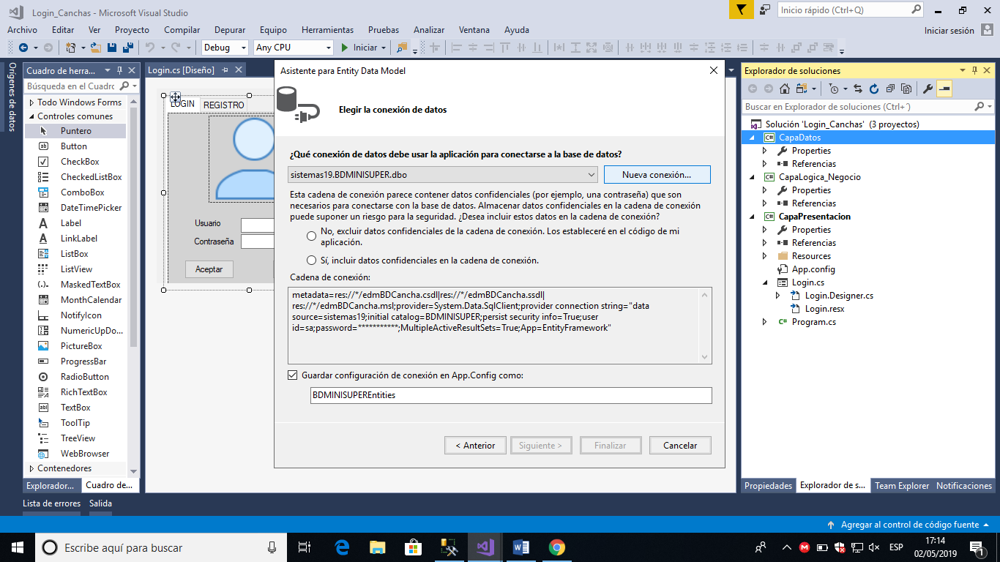 Login_Canchas - Microsoft Visual Studio
Inicio rápido (Ctrl+Q)
Archivo Editar Ver Proyecto Compilar Depurar Equipo Herramientas Pruebas Analizar Ventana Ayuda
Iniciar sesión
Debug Any CPU Iniciar
Orígenes de datos
Cuadro de herra...
Búsqueda en el Cuadro
Todo Windows Forms
Controles comunes
Puntero
Button
CheckBox
CheckedListBox
ComboBox
DateTimePicker
Label
LinkLabel
ListBox
ListView
MaskedTextBox
MonthCalendar
NotifyIcon
NumericUpDo...
PictureBox
ProgressBar
RadioButton
RichTextBox
TextBox
ToolTip
TreeView
WebBrowser
Contenedores
Explorador...
Cuadro de...
Login.cs [Diseño]
LOGIN REGISTRO
Usuario
Contraseña
Aceptar
Asistente para Entity Data Model
Elegir la conexión de datos
¿Qué conexión de datos debe usar la aplicación para conectarse a la base de datos?
sistemas19.BDMINISUPER.dbo
Nueva conexión...
Esta cadena de conexión parece contener datos confidenciales (por ejemplo, una contraseña) que son
necesarios para conectarse con la base de datos. Almacenar datos confidenciales en la cadena de conexión
puede suponer un riesgo para la seguridad. ¿Desea incluir estos datos en la cadena de conexión?
No, excluir datos confidenciales de la cadena de conexión. Los estableceré en el código de mi
aplicación.
Sí, incluir datos confidenciales en la cadena de conexión.
Cadena de conexión:
metadata=res://*/edmBDCancha.csdl|res://*/edmBDCancha.ssdl|
res://*/edmBDCancha.msl;provider=System.Data.SqlClient;provider connection string="data
source=sistemas19;initial catalog=BDMINISUPER;persist security info=True;user
id=sa;password=***********;MultipleActiveResultSets=True;App=EntityFramework"
Guardar configuración de conexión en App.Config como:
BDMINISUPEREntities
< Anterior
Siguiente >
Finalizar
Cancelar
Explorador de soluciones
Buscar en Explorador de soluciones (Ctrl+´)
Solución 'Login_Canchas' (3 proyectos)
CapaDatos
Properties
Referencias
CapaLogica_Negocio
Properties
Referencias
CapaPresentacion
Properties
Referencias
Resources
App.config
Login.cs
Login.Designer.cs
Login.resx
Program.cs
Propiedades
Explorador de s...
Team Explorer
Notificaciones
Lista de errores Salida
Agregar al control de código fuente
Escribe aquí para buscar
ESP
17:14
02/05/2019
1